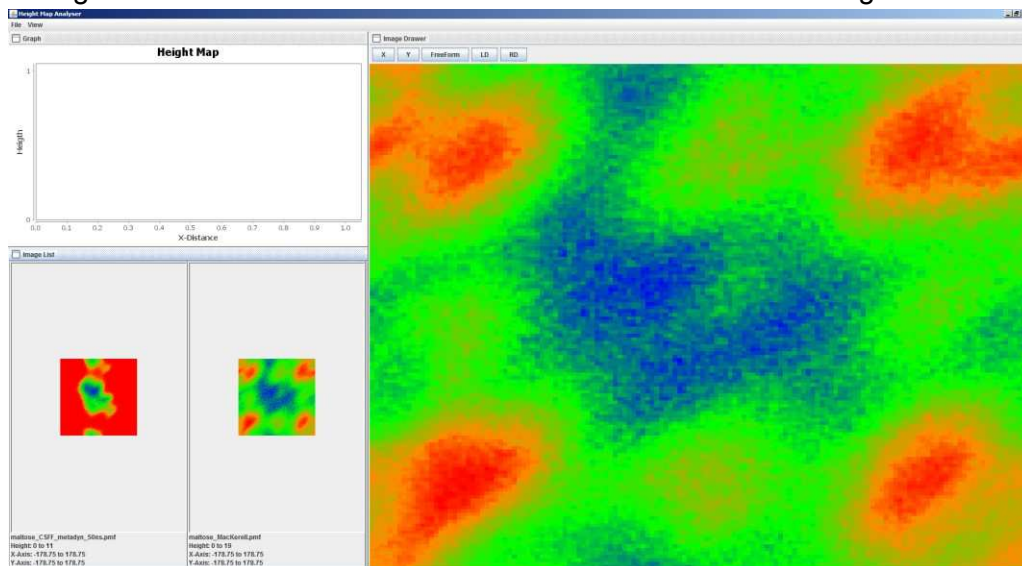 Height Map Analyser
File View
Graph
Height Map
1
Heigth
0
0.0 0.1 0.2 0.3 0.4 0.5 0.6 0.7 0.8 0.9 1.0
X-Distance
Image List
maltose_CSFF_metadyn_50ns.pmf
Height: 0 to 11
X-Axis: -178.75 to 178.75
Y-Axis: -178.75 to 178.75
maltose_MacKerell.pmf
Height: 0 to 19
X-Axis: -178.75 to 178.75
Y-Axis: -178.75 to 178.75
Image Drawer
X Y FreeForm LD RD